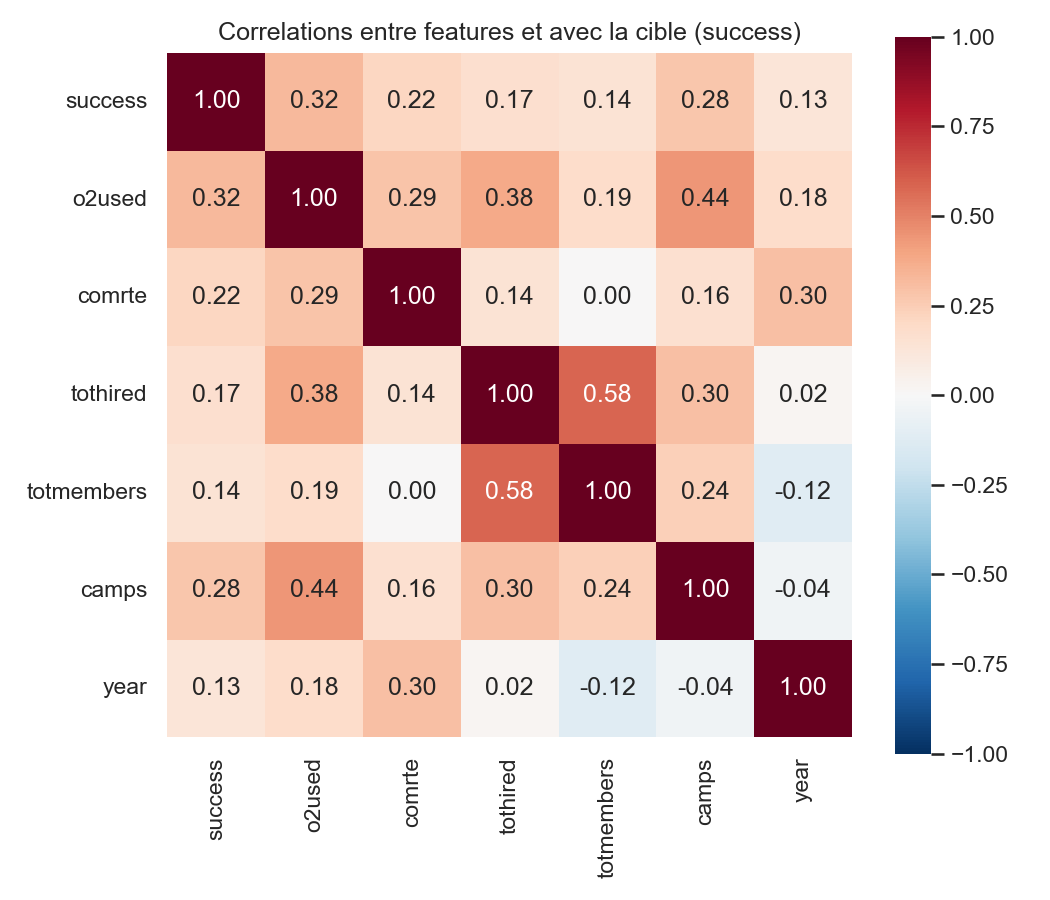 Correlations entre features et avec la cible (success)
success 1.00 0.32 0.22 0.17 0.14 0.28 0.13
o2used 0.32 1.00 0.29 0.38 0.19 0.44 0.18
comrte 0.22 0.29 1.00 0.14 0.00 0.16 0.30
tothired 0.17 0.38 0.14 1.00 0.58 0.30 0.02
totmembers 0.14 0.19 0.00 0.58 1.00 0.24 -0.12
camps 0.28 0.44 0.16 0.30 0.24 1.00 -0.04
year 0.13 0.18 0.30 0.02 -0.12 -0.04 1.00
success o2used comrte tothired totmembers camps year
1.00
0.75
0.50
0.25
0.00
−0.25
−0.50
−0.75
−1.00